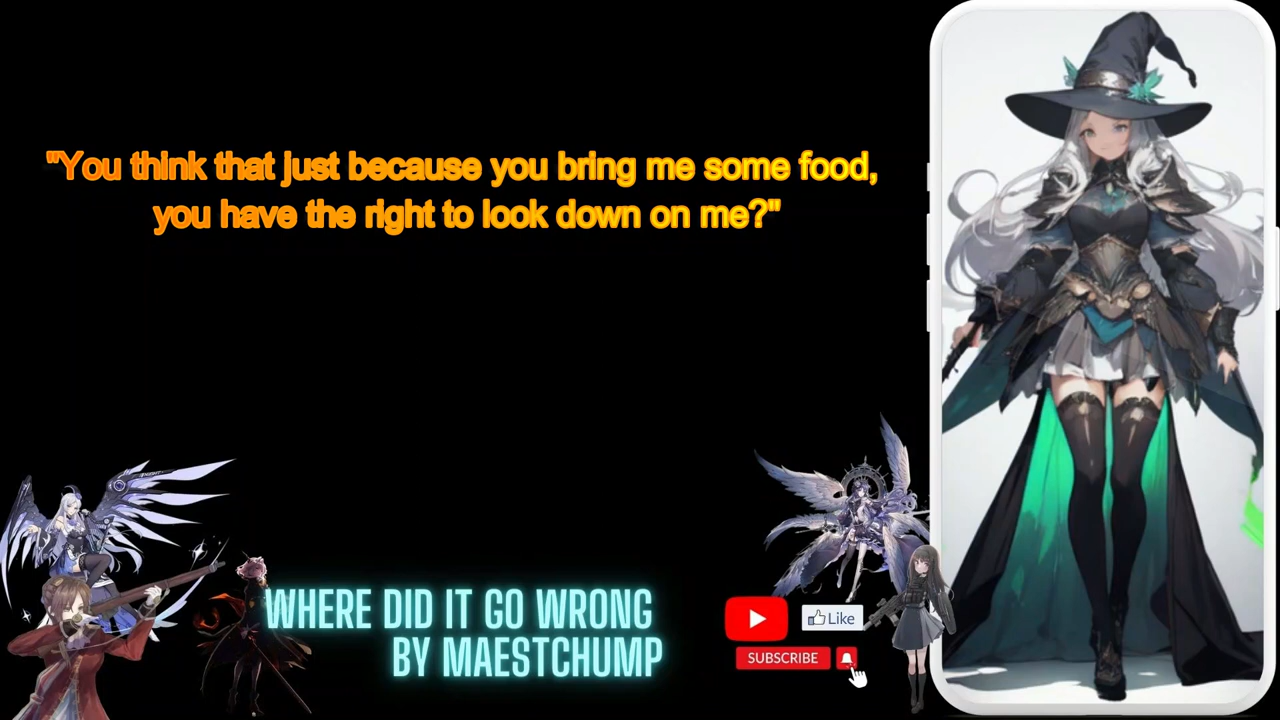 "You think that just because you bring me some food,
you have the right to look down on me?"
WHERE DID IT GO WRONG
BY MAESTCHUMP
Like
SUBSCRIBE